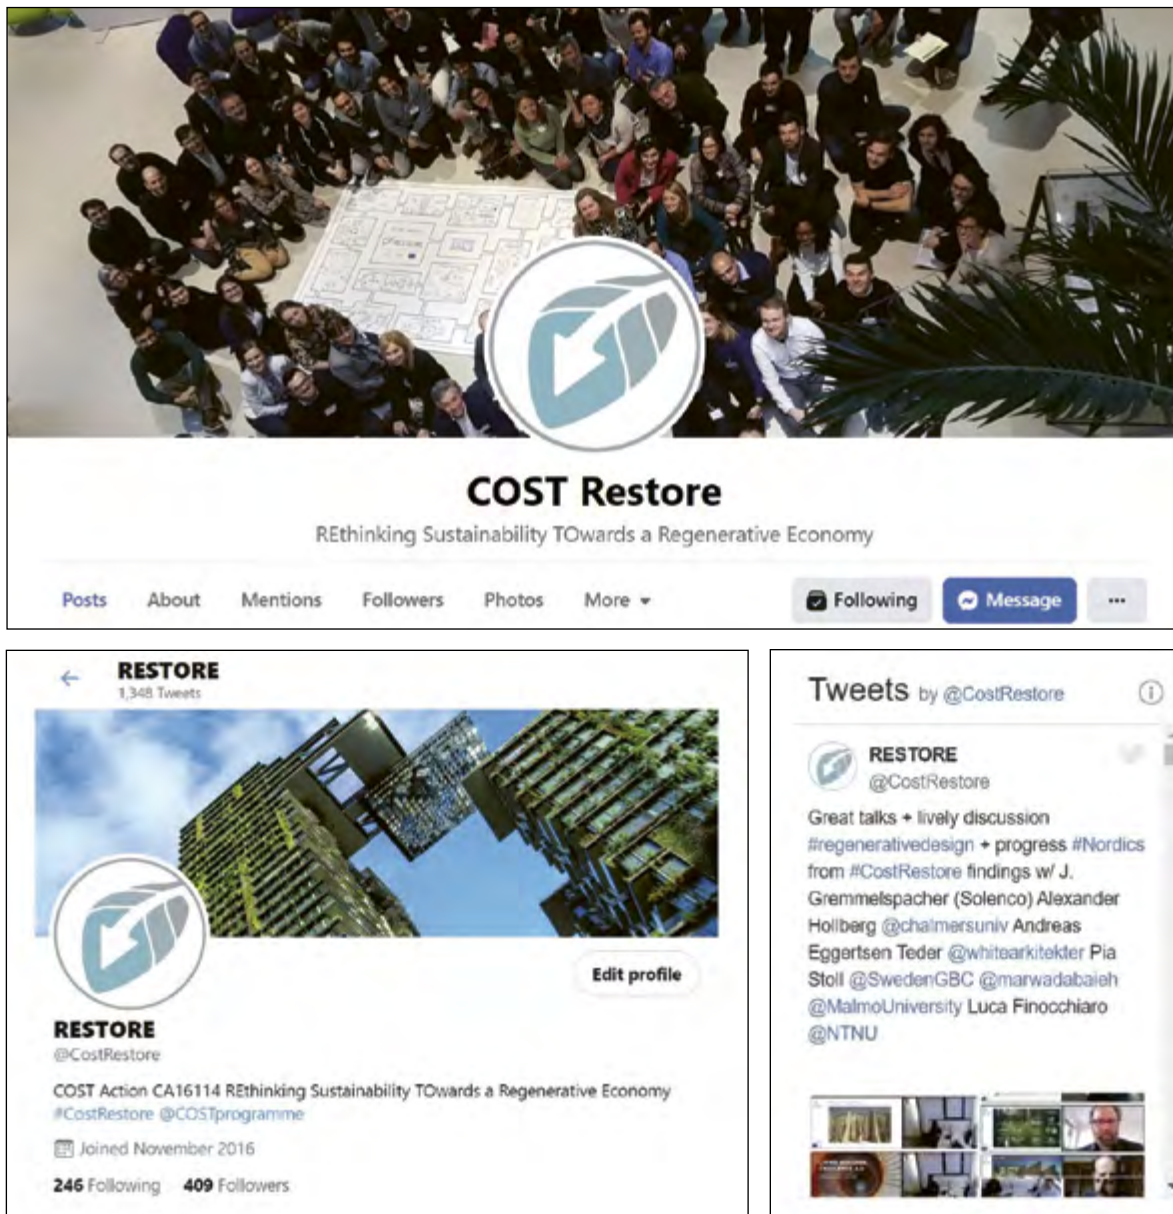 COST Restore
REthinking Sustainability TOwards a Regenerative Economy
Posts About Mentions Followers Photos More
Following Message ...
RESTORE
1,348 Tweets
Edit profile
RESTORE
@CostRestore
COST Action CA16114 REthinking Sustainability TOwards a Regenerative Economy
#CostRestore @COSTprogramme
Joined November 2016
246 Following 409 Followers
Tweets by @CostRestore
RESTORE
@CostRestore
Great talks + lively discussion
#regenerativedesign + progress #Nordics
from #CostRestore findings w/ J.
Gremmelspacher (Solenco) Alexander
Hollberg @chalmersuniv Andreas
Eggertsen Teder @whitearkitekter Pia
Stoll @SwedenGBC @marwadabaieh
@MalmoUniversity Luca Finocchiaro
@NTNU